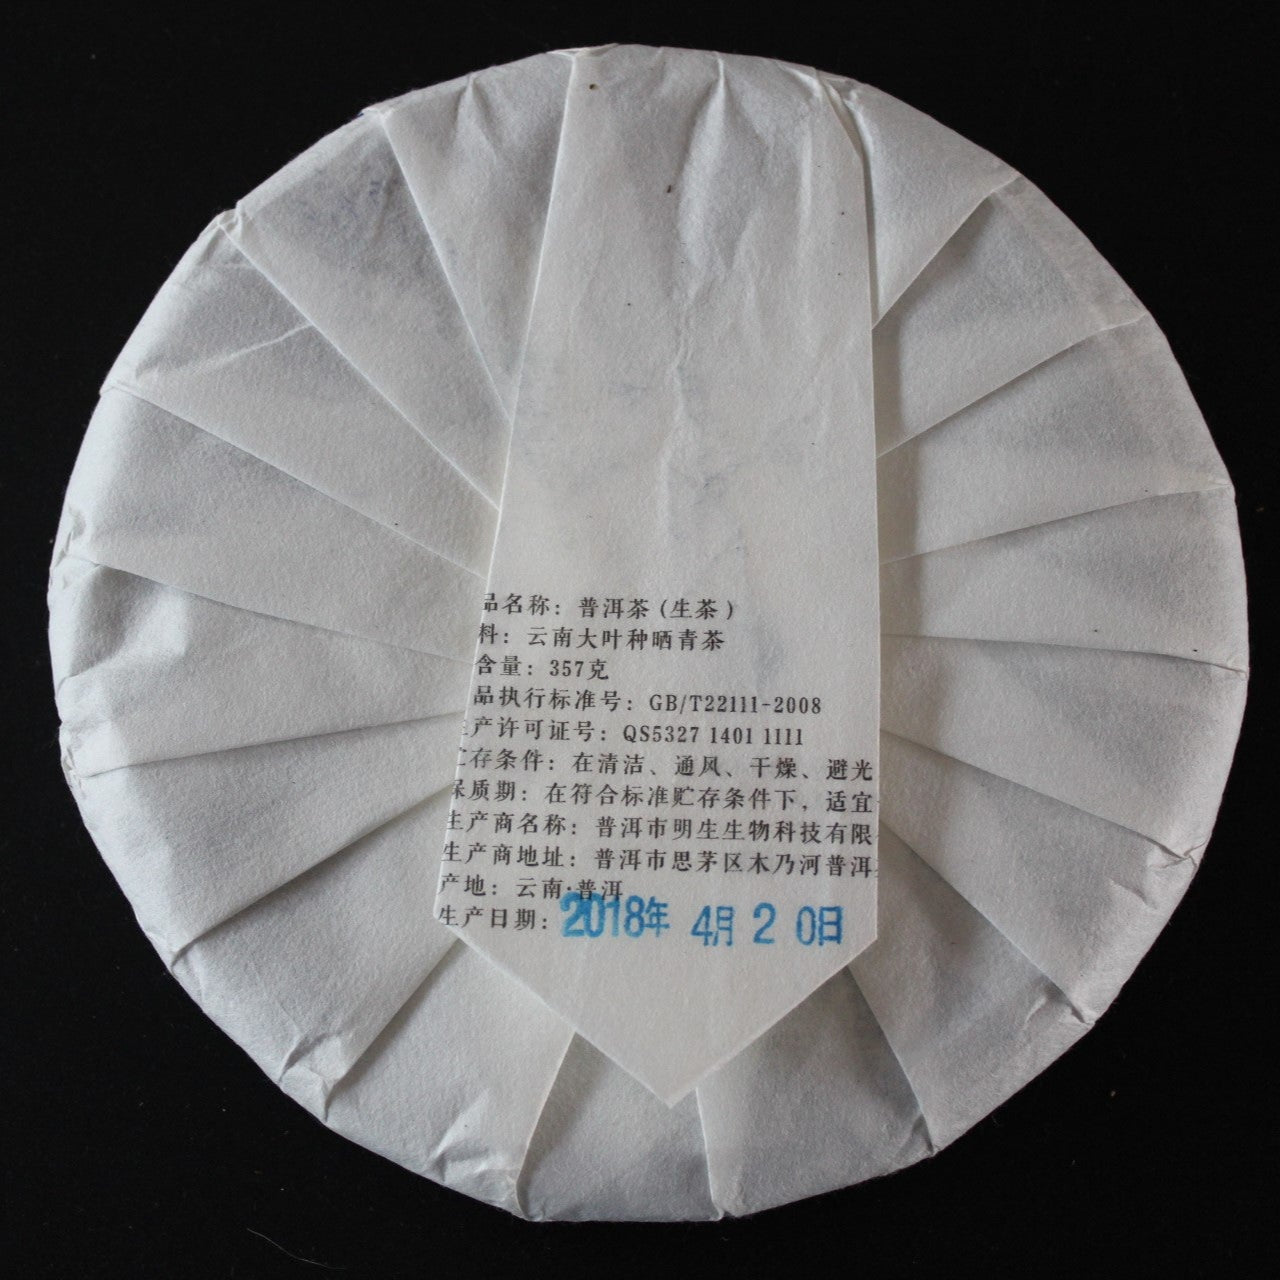 品名称：普洱茶（生茶）
料：云南大叶种晒青茶
含量：357克
品执行标准号：GB/T22111-2008
产许可证号：QS5327 1401 1111
存条件：在清洁、通风、干燥、避光
质期：在符合标准贮存条件下，适宜
生产商名称：普洱市明生生物科技有限
生产商地址：普洱市思茅区木乃河普洱
产地：云南·普洱
生产日期：2018年 4月 2 0日